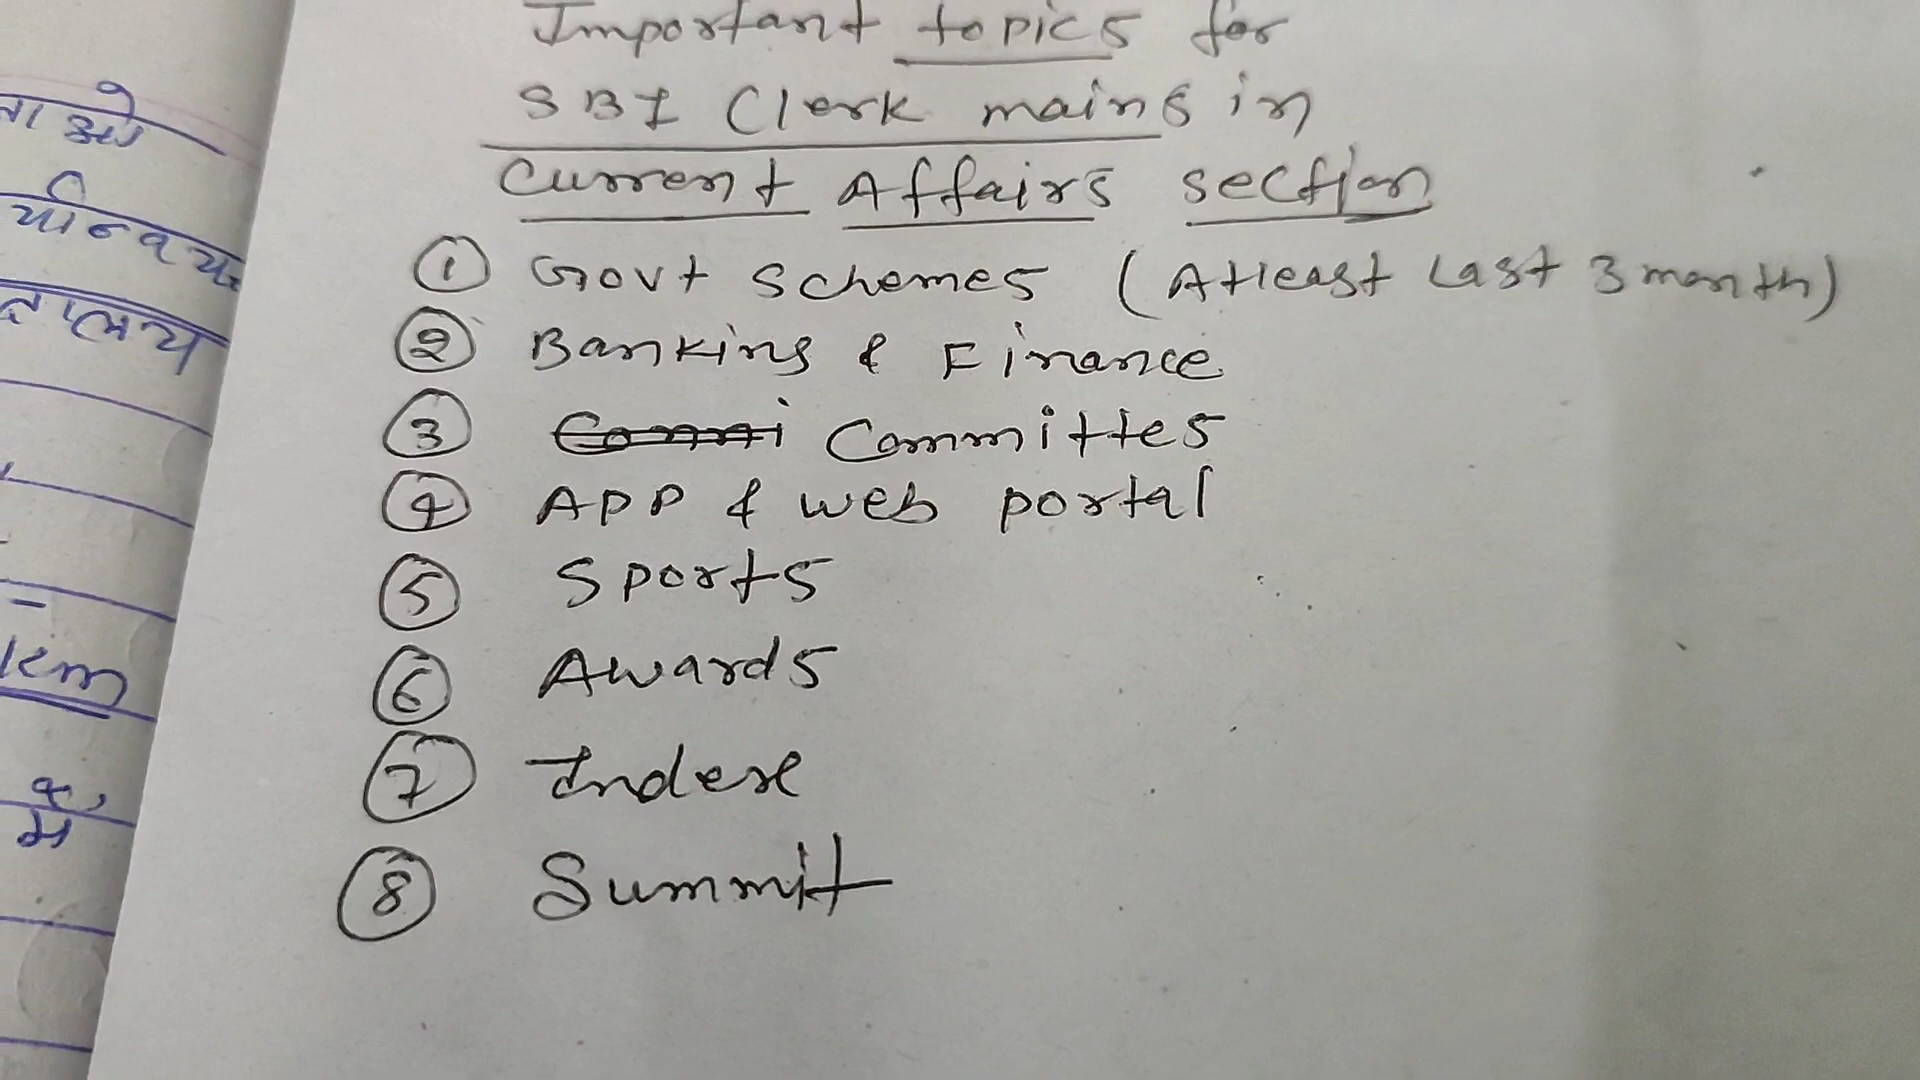 Important topics for
SBI Clerk mains in
Current Affairs section
① Govt Schemes (Atleast Last 3 month)
② Banking & Finance
③ Committes
④ APP & web portal
⑤ Sports
⑥ Awards
⑦ Index
⑧ Summit
km